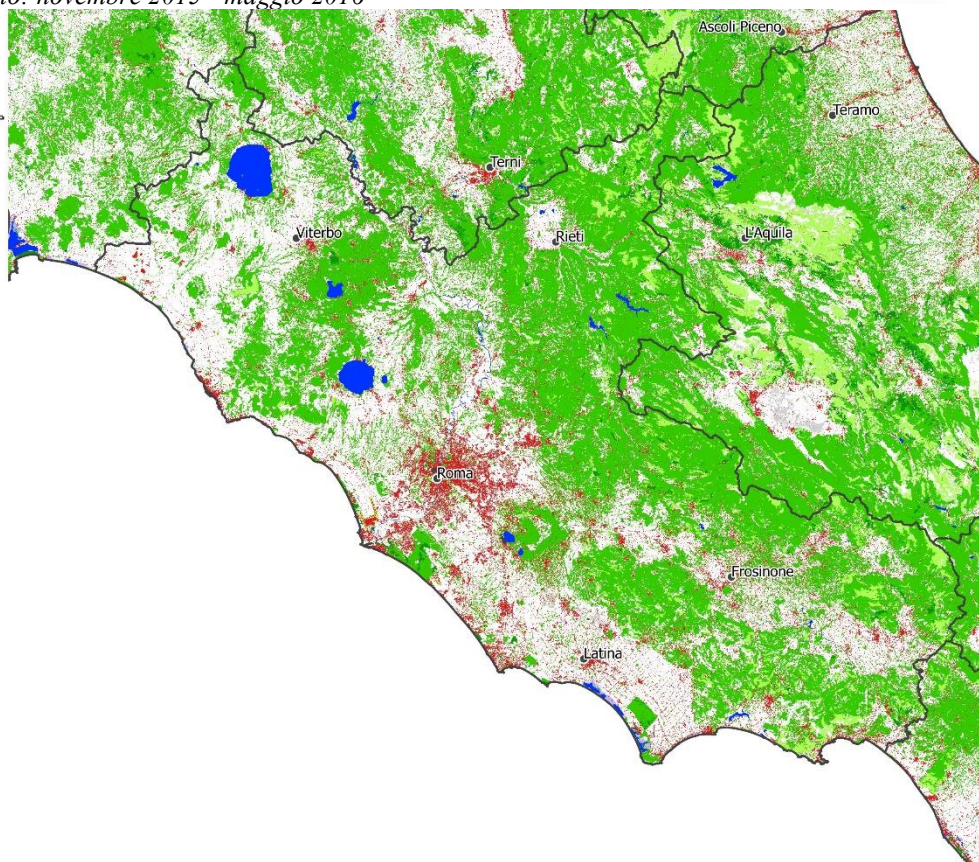 novembre 2015 - maggio 2016
Ascoli Piceno
Teramo
Terni
Viterbo
Rieti
L'Aquila
Roma
Frosinone
Latina